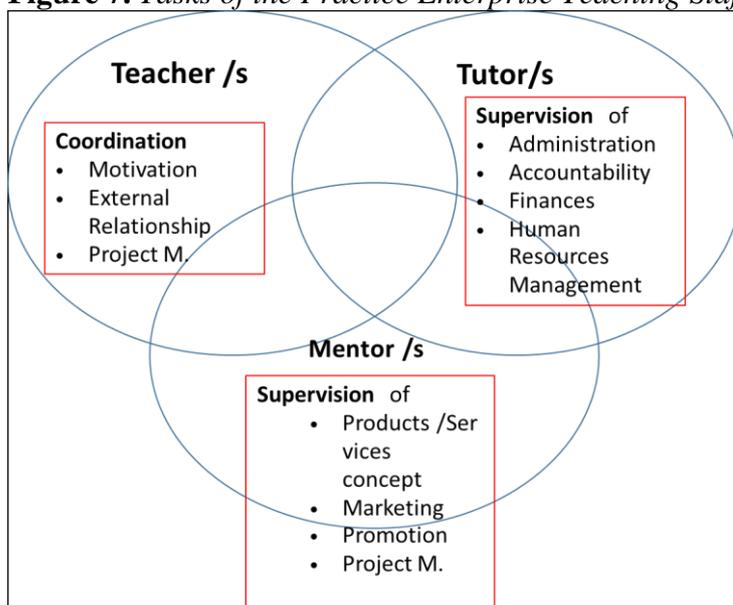 Figure 7. Tasks of the Practice Enterprise Teaching Staff
Teacher /s
Coordination
• Motivation
• External
Relationship
• Project M.
Tutor/s
Supervision of
• Administration
• Accountability
• Finances
• Human
Resources
Management
Mentor /s
Supervision of
• Products /Ser
vices
concept
• Marketing
• Promotion
• Project M.